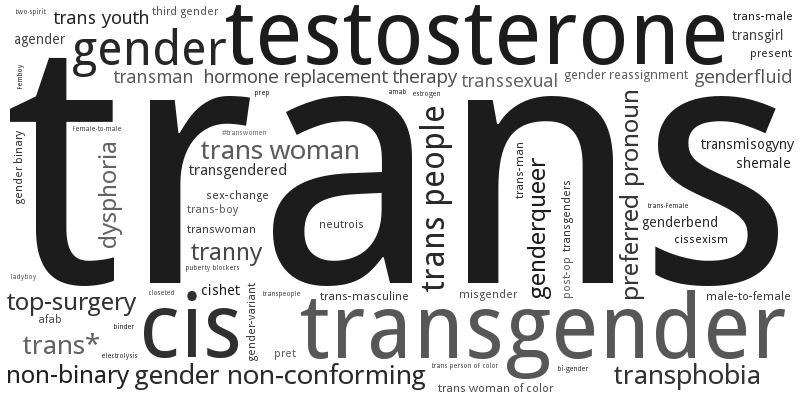 two-spirit
trans youth
third gender
testosterone
trans-male
agender
gender
transgirl
present
Femboy
transman
hormone replacement therapy
transsexual
gender reassignment
genderfluid
trans
prep
amab
estrogen
Female-to-male
#transwomen
gender binary
dysphoria
trans woman
trans people
trans-man
preferred pronoun
transmisogyny
transgendered
shemale
genderqueer
transgenders
sex-change
trans-boy
trans-Female
neutrois
genderbend
transwoman
cissexism
tranny
post-op
puberty blockers
ladyboy
top-surgery
closeted
cishet
gender-variant
transpeople
trans-masculine
misgender
male-to-female
afab
binder
cis
transgender
trans*
electrolysis
pret
non-binary
gender non-conforming
trans person of color
bi-gender
transphobia
trans woman of color